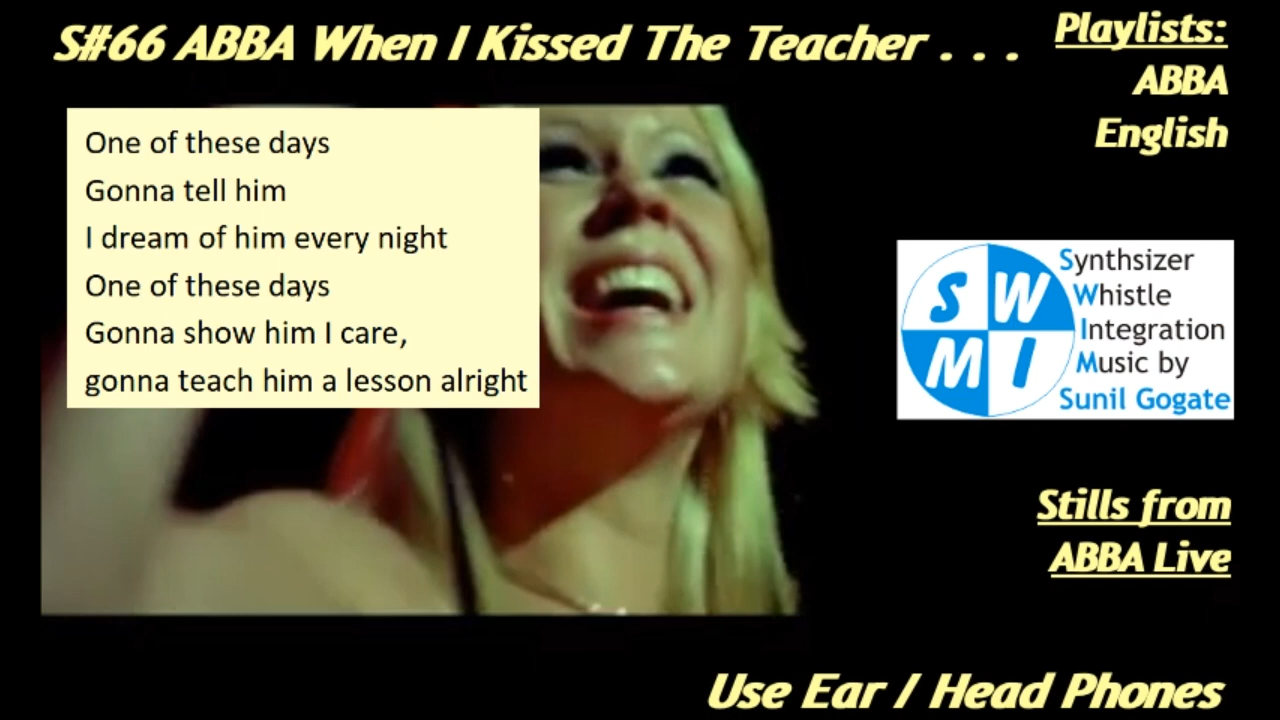 S#66 ABBA When I Kissed The Teacher . . .
Playlists:
ABBA
English
One of these days
Gonna tell him
I dream of him every night
One of these days
Gonna show him I care,
gonna teach him a lesson alright
S W
M I
Synthsizer
Whistle
Integration
Music by
Sunil Gogate
Stills from
ABBA Live
Use Ear / Head Phones